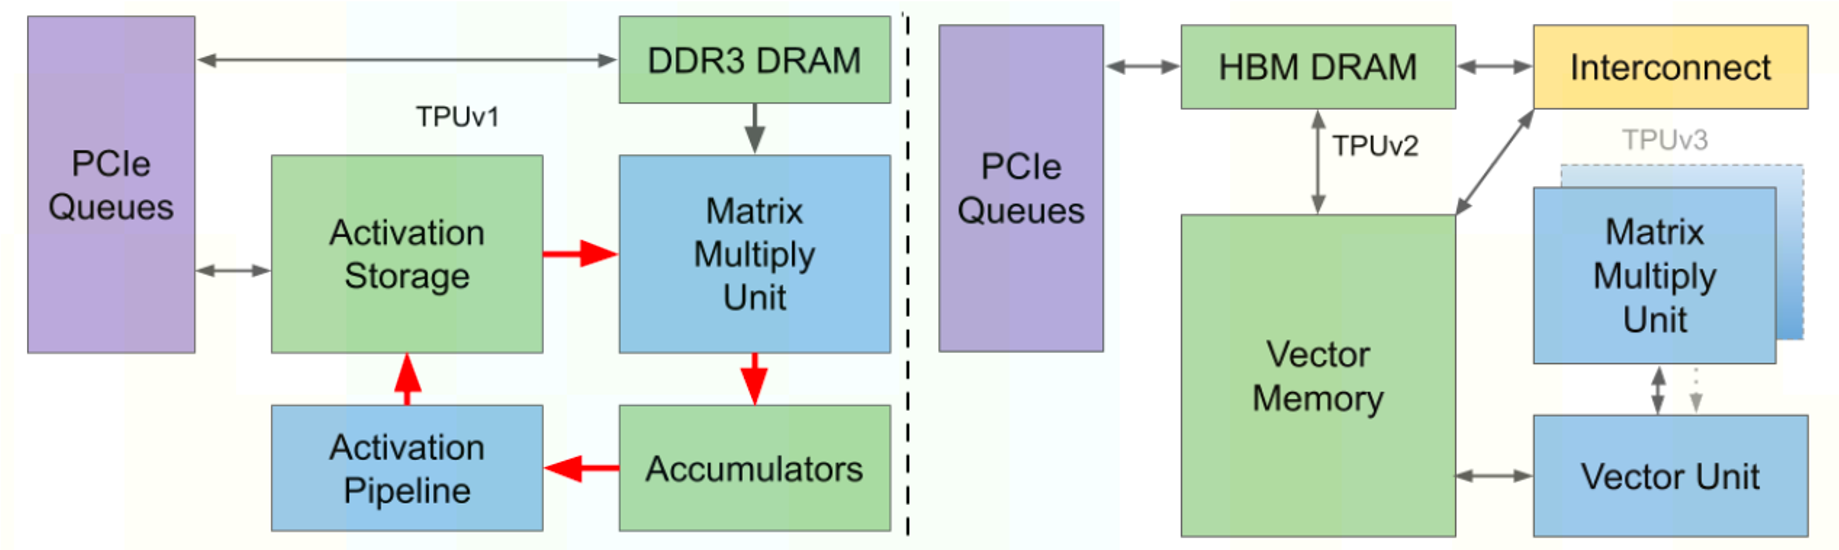 PCIe
Queues
DDR3 DRAM
TPUv1
Activation
Storage
Matrix
Multiply
Unit
Activation
Pipeline
Accumulators
PCIe
Queues
HBM DRAM
Interconnect
TPUv2
TPUv3
Matrix
Multiply
Unit
Vector
Memory
Vector Unit